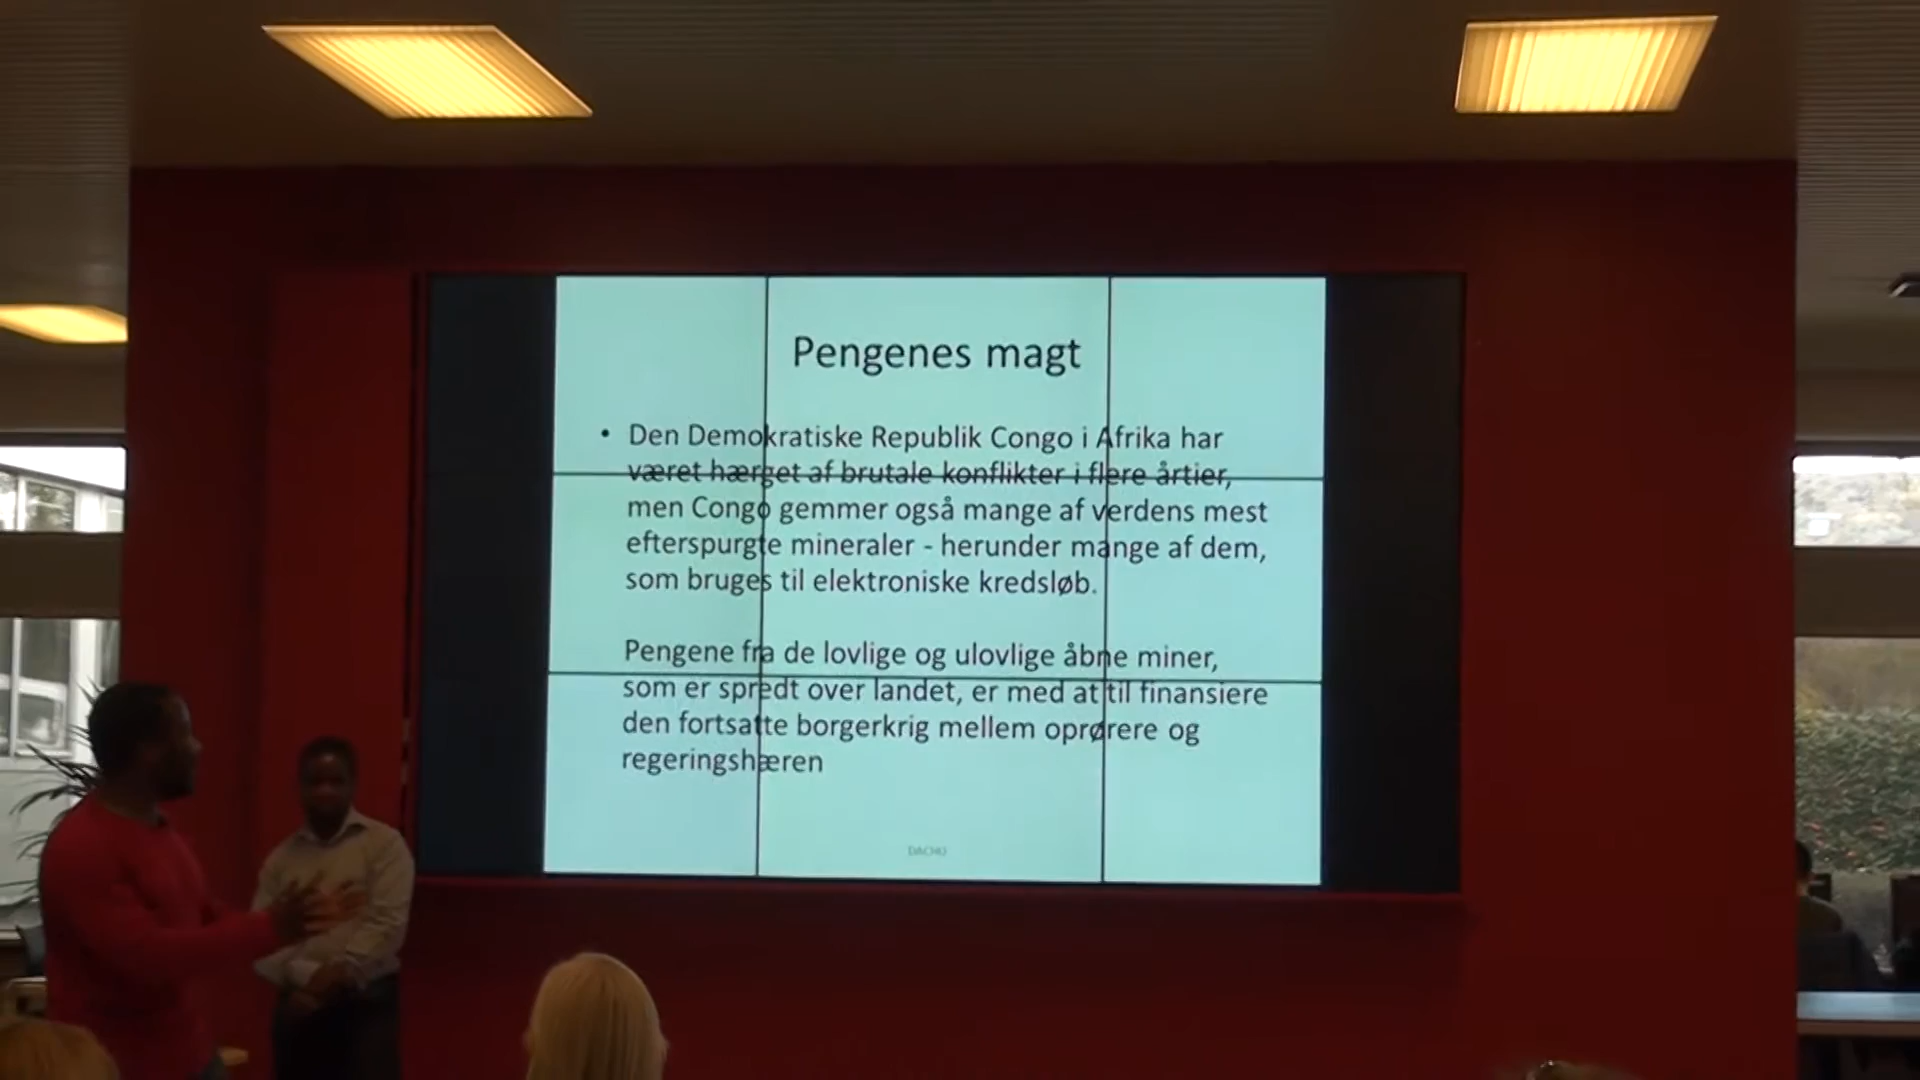 Pengenes magt
• Den Demokratiske Republik Congo i Afrika har
været hærget af brutale konflikter i flere årtier,
men Congo gemmer også mange af verdens mest
efterspurgte mineraler - herunder mange af dem,
som bruges til elektroniske kredsløb.
Pengene fra de lovlige og ulovlige åbne miner,
som er spredt over landet, er med at til finansiere
den fortsatte borgerkrig mellem oprørere og
regeringshæren